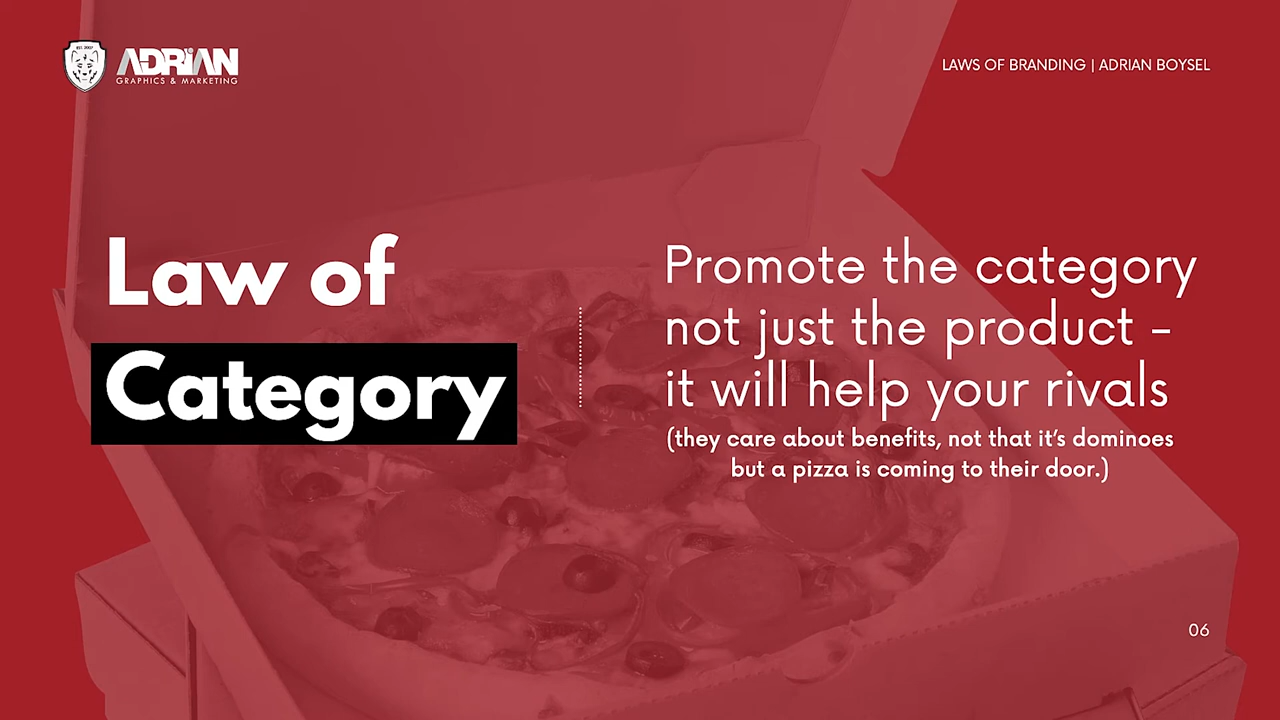 EST. 2007
ADRIAN
GRAPHICS & MARKETING
LAWS OF BRANDING | ADRIAN BOYSEL
Law of
Category
Promote the category
not just the product -
it will help your rivals
(they care about benefits, not that it's dominoes
but a pizza is coming to their door.)
06